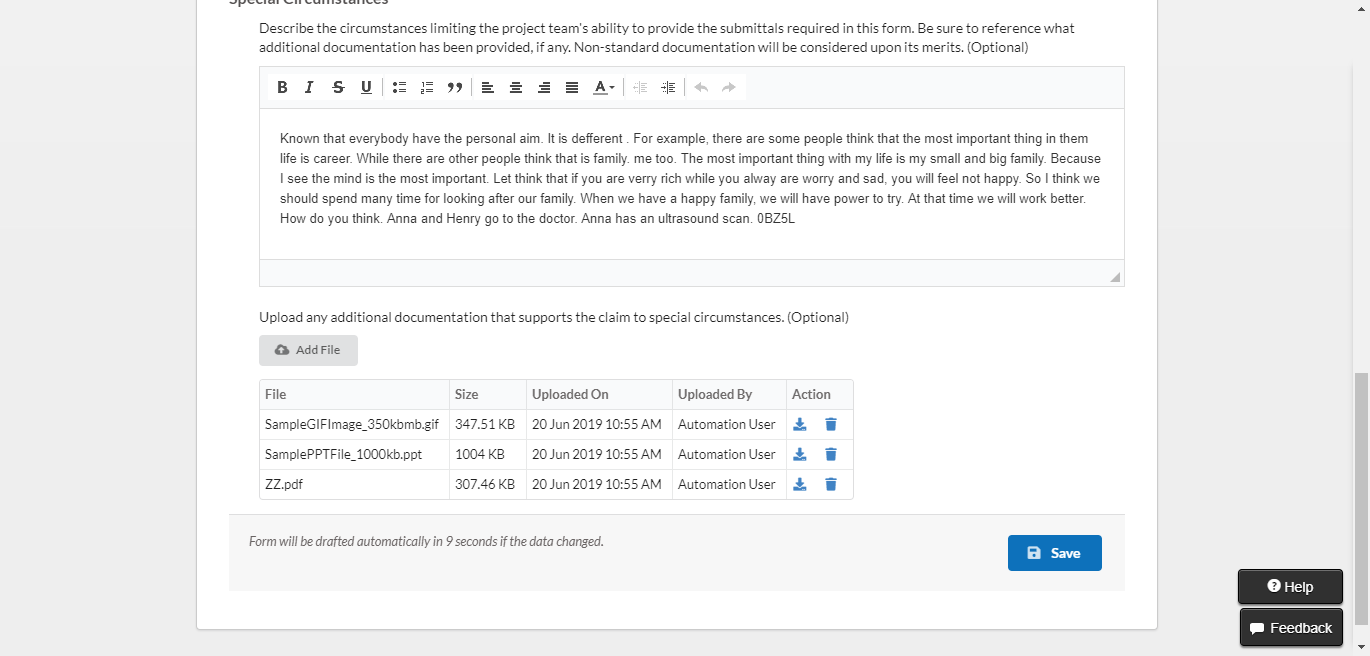 Special Circumstances
Describe the circumstances limiting the project team's ability to provide the submittals required in this form. Be sure to reference what
additional documentation has been provided, if any. Non-standard documentation will be considered upon its merits. (Optional)
B I S U A
Known that everybody have the personal aim. It is defferent . For example, there are some people think that the most important thing in them
life is career. While there are other people think that is family. me too. The most important thing with my life is my small and big family. Because
I see the mind is the most important. Let think that if you are verry rich while you alway are worry and sad, you will feel not happy. So I think we
should spend many time for looking after our family. When we have a happy family, we will have power to try. At that time we will work better.
How do you think. Anna and Henry go to the doctor. Anna has an ultrasound scan. 0BZ5L
Upload any additional documentation that supports the claim to special circumstances. (Optional)
Add File
File Size Uploaded On Uploaded By Action
SampleGIFImage_350kbmb.gif 347.51 KB 20 Jun 2019 10:55 AM Automation User
SamplePPTFile_1000kb.ppt 1004 KB 20 Jun 2019 10:55 AM Automation User
ZZ.pdf 307.46 KB 20 Jun 2019 10:55 AM Automation User
Form will be drafted automatically in 9 seconds if the data changed.
Save
Help
Feedback